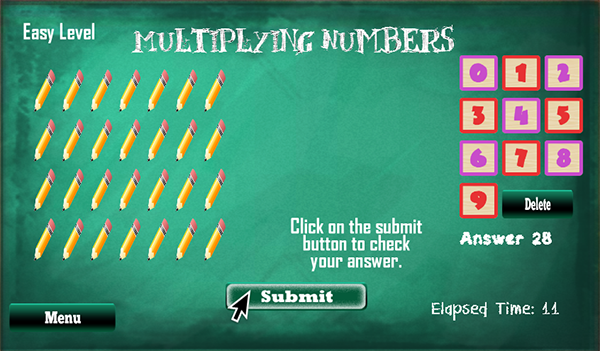 Easy Level
MULTIPLYING NUMBERS
0 1 2
3 4 5
6 7 8
9 Delete
Answer 28
Click on the submit
button to check
your answer.
Submit
Menu
Elapsed Time: 11